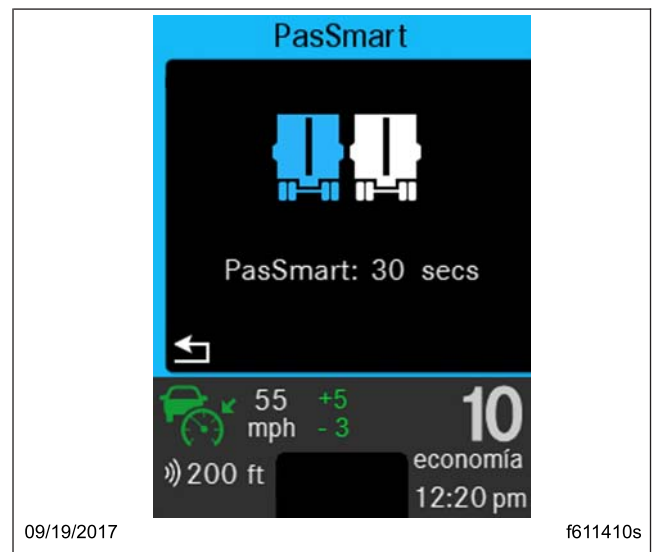 PasSmart
PasSmart: 30 secs
55 +5
mph - 3
10
200 ft
economía
12:20 pm
09/19/2017 f611410s